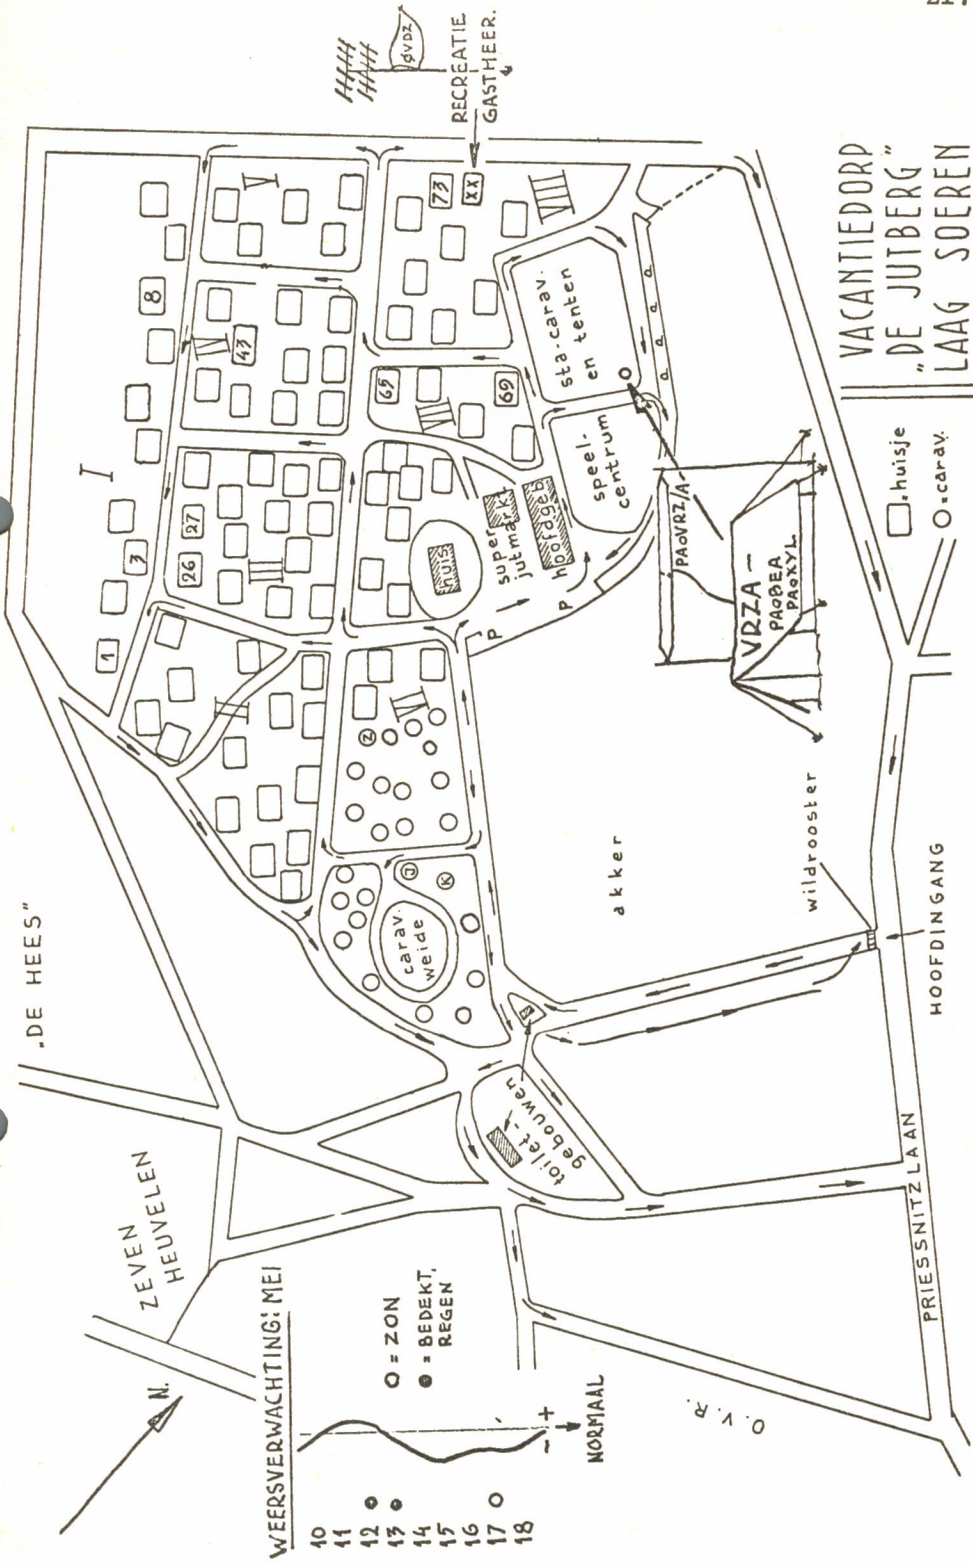 VACANTIEDORP
„DE JUTBERG"
LAAG SOEREN
ØVDZ
RECREATIE
GASTHEER.
„DE HEES"
ZEVEN
HEUVELEN
N.
I
1
3
8
II
III
26
27
IV
43
V
VI
VII
65
69
VIII
73
XX
Z
J
K
carav.
weide
huis
super
jutmarkt
hoofdgeb
speel-
centrum
sta-carav.
en tenten
a a a a a
P
P
toilet-
gebouwen
akker
wildrooster
HOOFDINGANG
PRIESSNITZLAAN
O.V.R.
PAOVRZ/A
VRZA -
PAOBEA
PAOXYL
.huisje
= carav.
WEERSVERWACHTING: MEI
10
11
12
13
14
15
16
17
18
= ZON
= BEDEKT,
REGEN
- +
NORMAAL